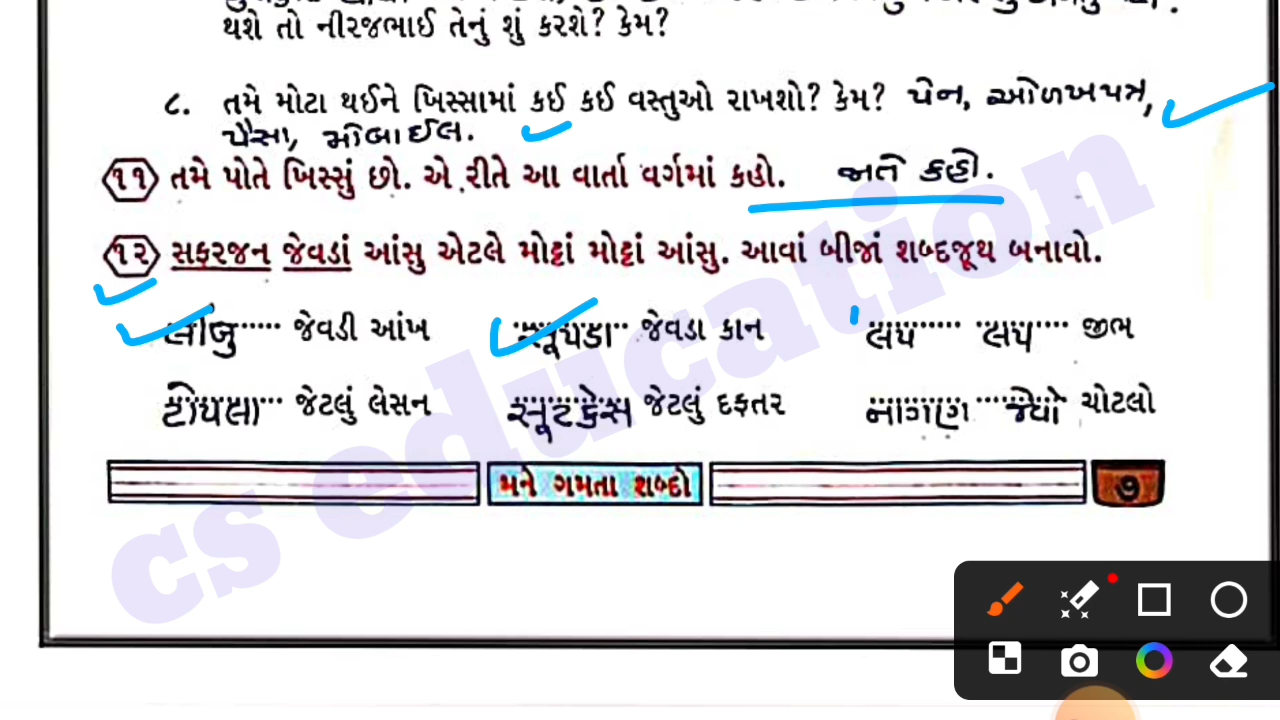 થશે તો નીરજભાઈ તેનું શું કરશે? કેમ?
૮. તમે મોટા થઈને ખિસ્સામાં કઈ કઈ વસ્તુઓ રાખશો? કેમ? પેન, ઓળખપત્ર,
પૈસા, મોબાઈલ.
૧૧ તમે પોતે ખિસ્સું છો. એ રીતે આ વાર્તા વર્ગમાં કહો. જાતે કહો.
૧૨ સફરજન જેવડાં આંસુ એટલે મોટ્ટાં મોટ્ટાં આંસુ. આવાં બીજાં શબ્દજૂથ બનાવો.
લીંબુ જેવડી આંખ સૂપડા જેવડા કાન લપ લપ જીભ
ટોપલા જેટલું લેસન સૂટકેસ જેટલું દફતર નાગણ જેવો ચોટલો
મને ગમતા શબ્દો ૭
cs education